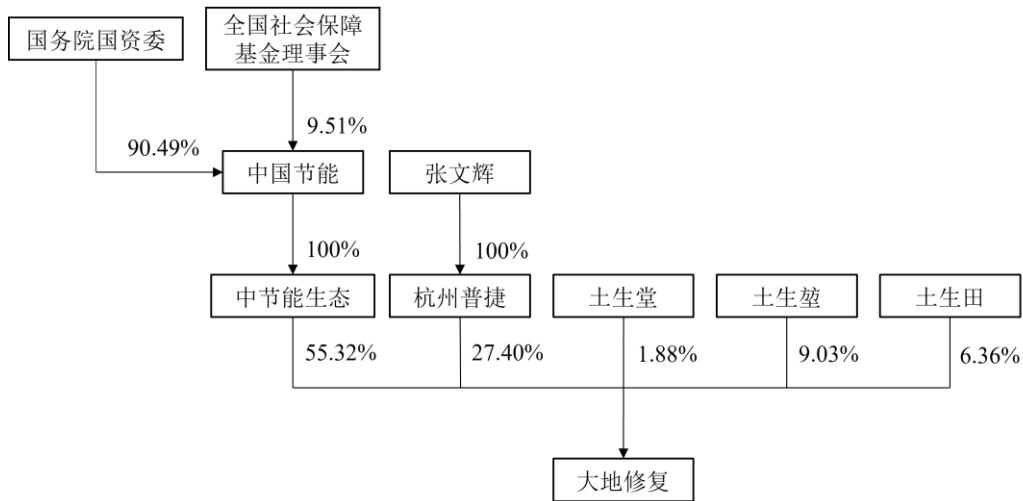 国务院国资委
全国社会保障
基金理事会
9.51%
90.49%
中国节能
张文辉
100%
100%
中节能生态
杭州普捷
土生堂
土生堃
土生田
55.32%
27.40%
1.88%
9.03%
6.36%
大地修复